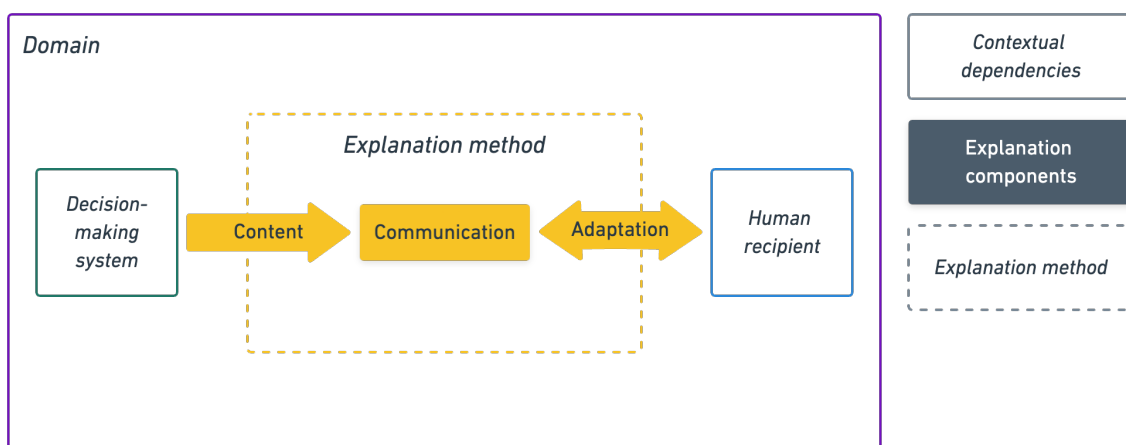 Domain
Explanation method
Decision-
making
system
Content
Communication
Adaptation
Human
recipient
Contextual
dependencies
Explanation
components
Explanation method